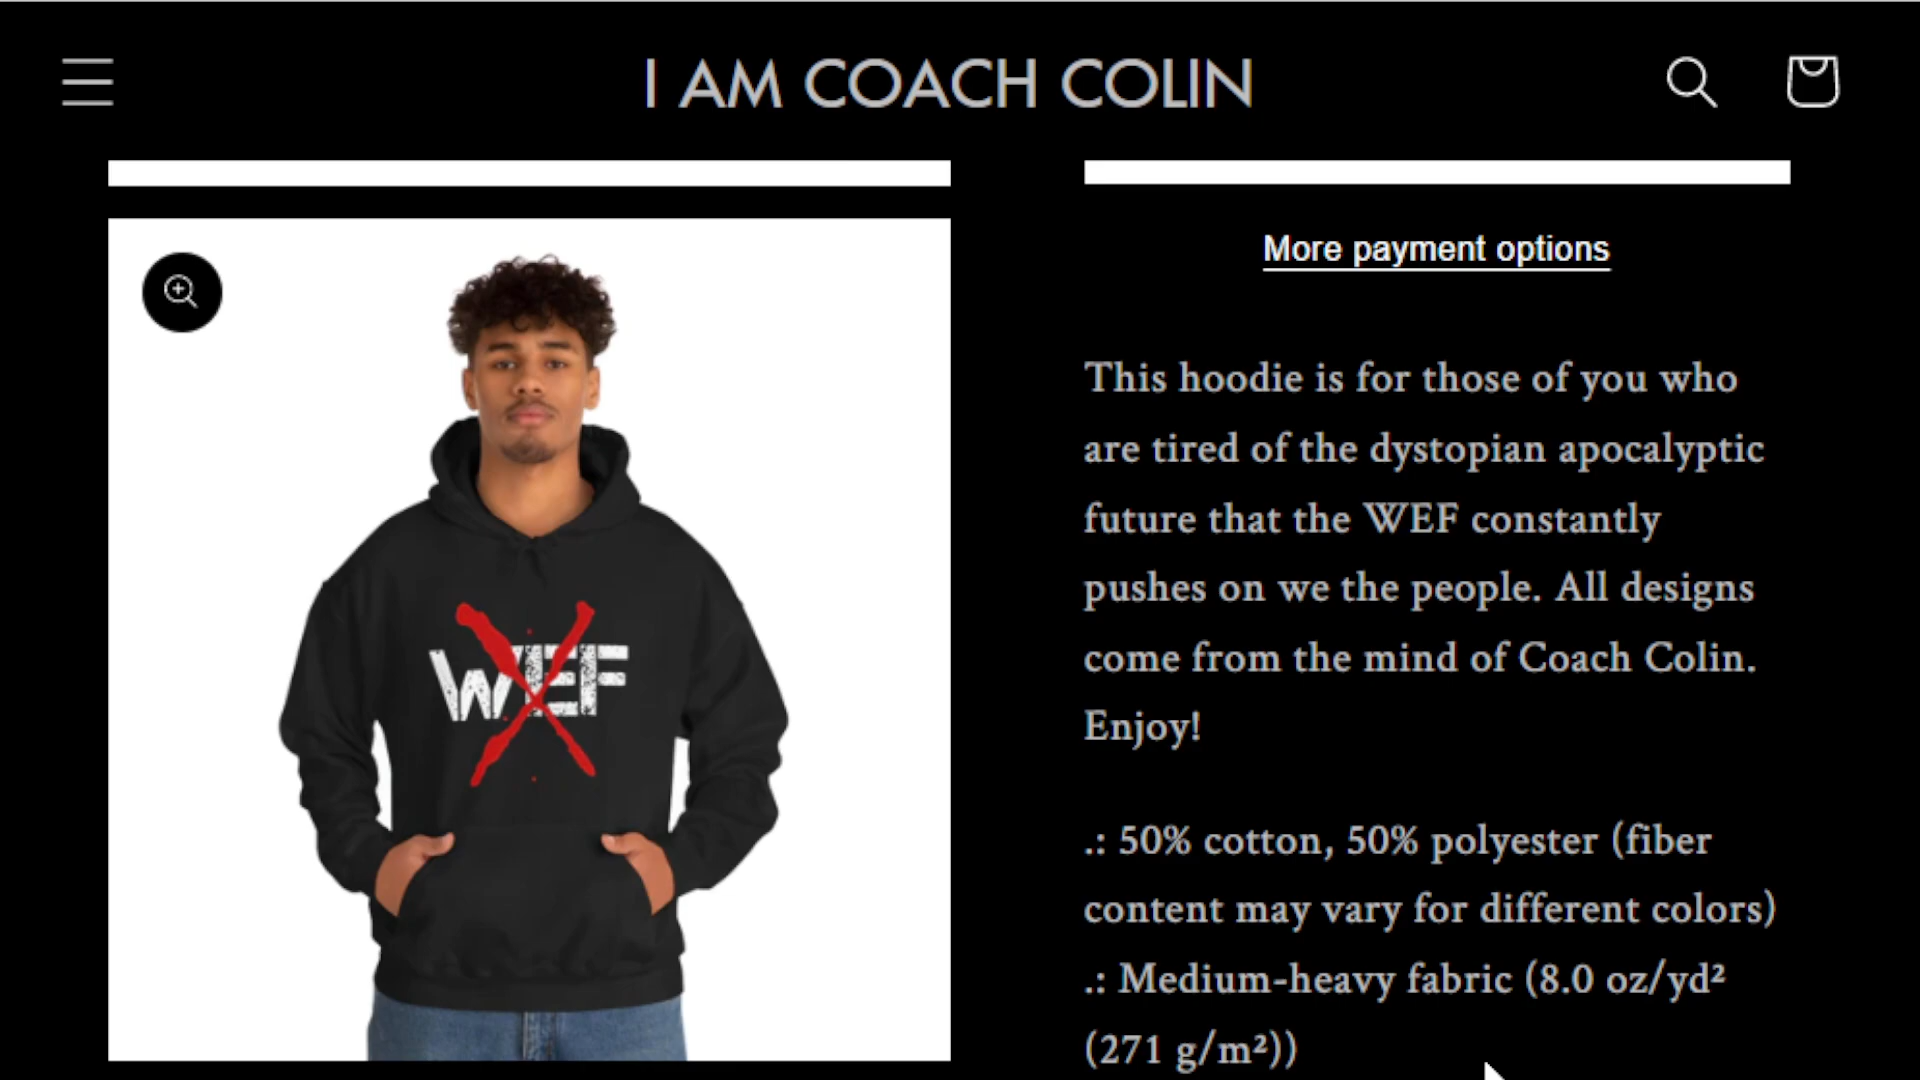 I AM COACH COLIN
More payment options
WEF
This hoodie is for those of you who
are tired of the dystopian apocalyptic
future that the WEF constantly
pushes on we the people. All designs
come from the mind of Coach Colin.
Enjoy!
.: 50% cotton, 50% polyester (fiber
content may vary for different colors)
.: Medium-heavy fabric (8.0 oz/yd²
(271 g/m²))